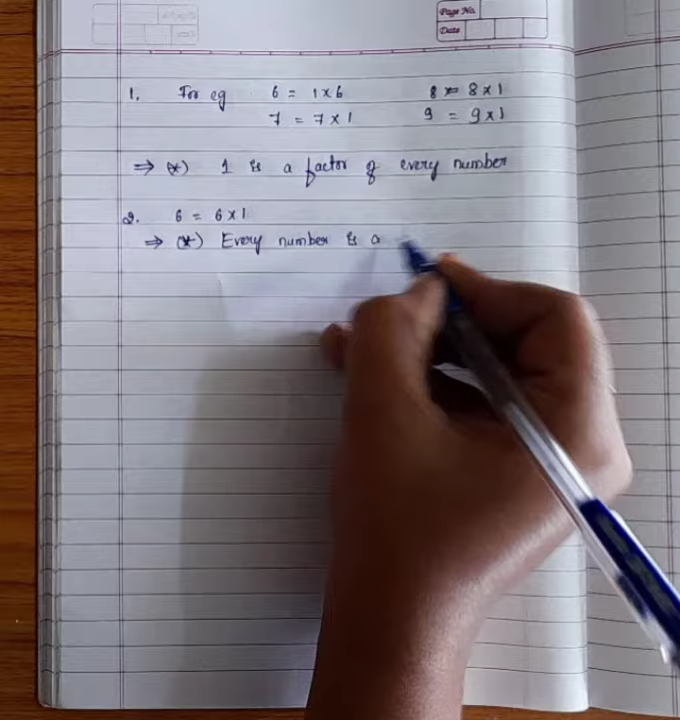 Page No.
Date
1. For eg 6 = 1 x 6 8 = 8 x 1
7 = 7 x 1 9 = 9 x 1
⇒ (*) 1 is a factor of every number
2. 6 = 6 x 1
⇒ (*) Every number is a